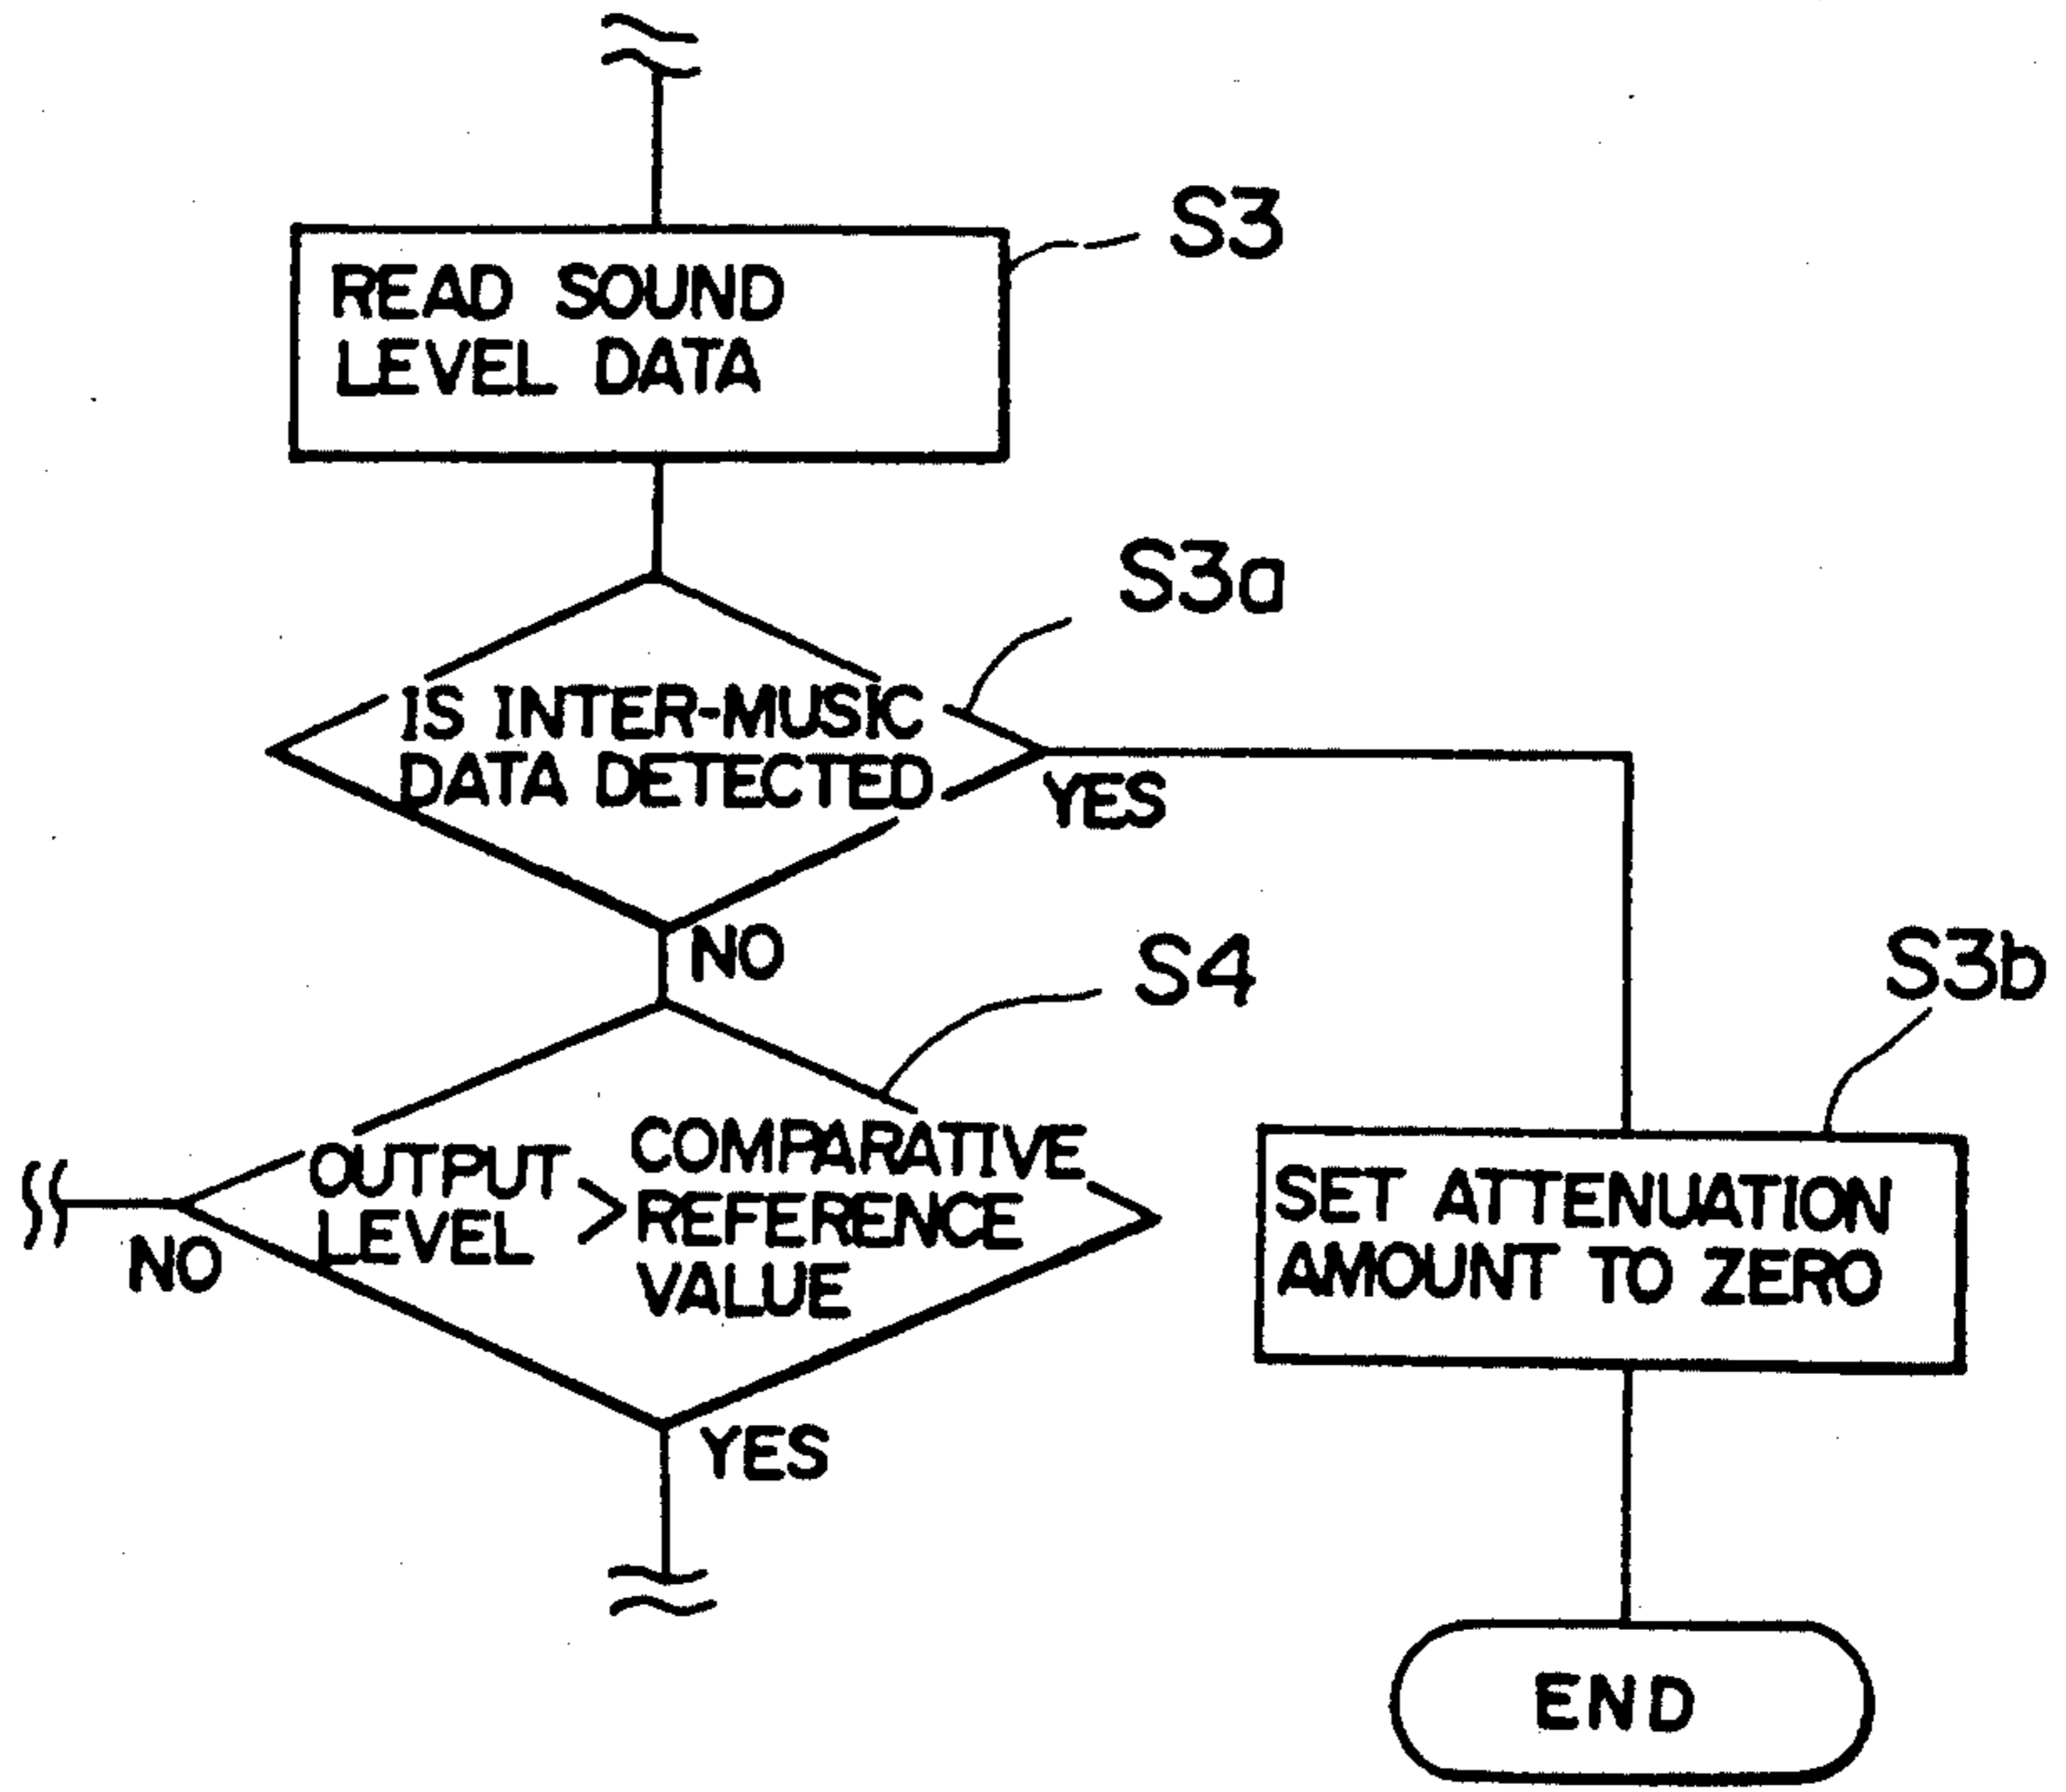 S3
READ SOUND
LEVEL DATA
S3a
IS INTER-MUSIC
DATA DETECTED
YES
NO
S4
S3b
OUTPUT
LEVEL
>
COMPARATIVE
REFERENCE
VALUE
NO
YES
SET ATTENUATION
AMOUNT TO ZERO
END